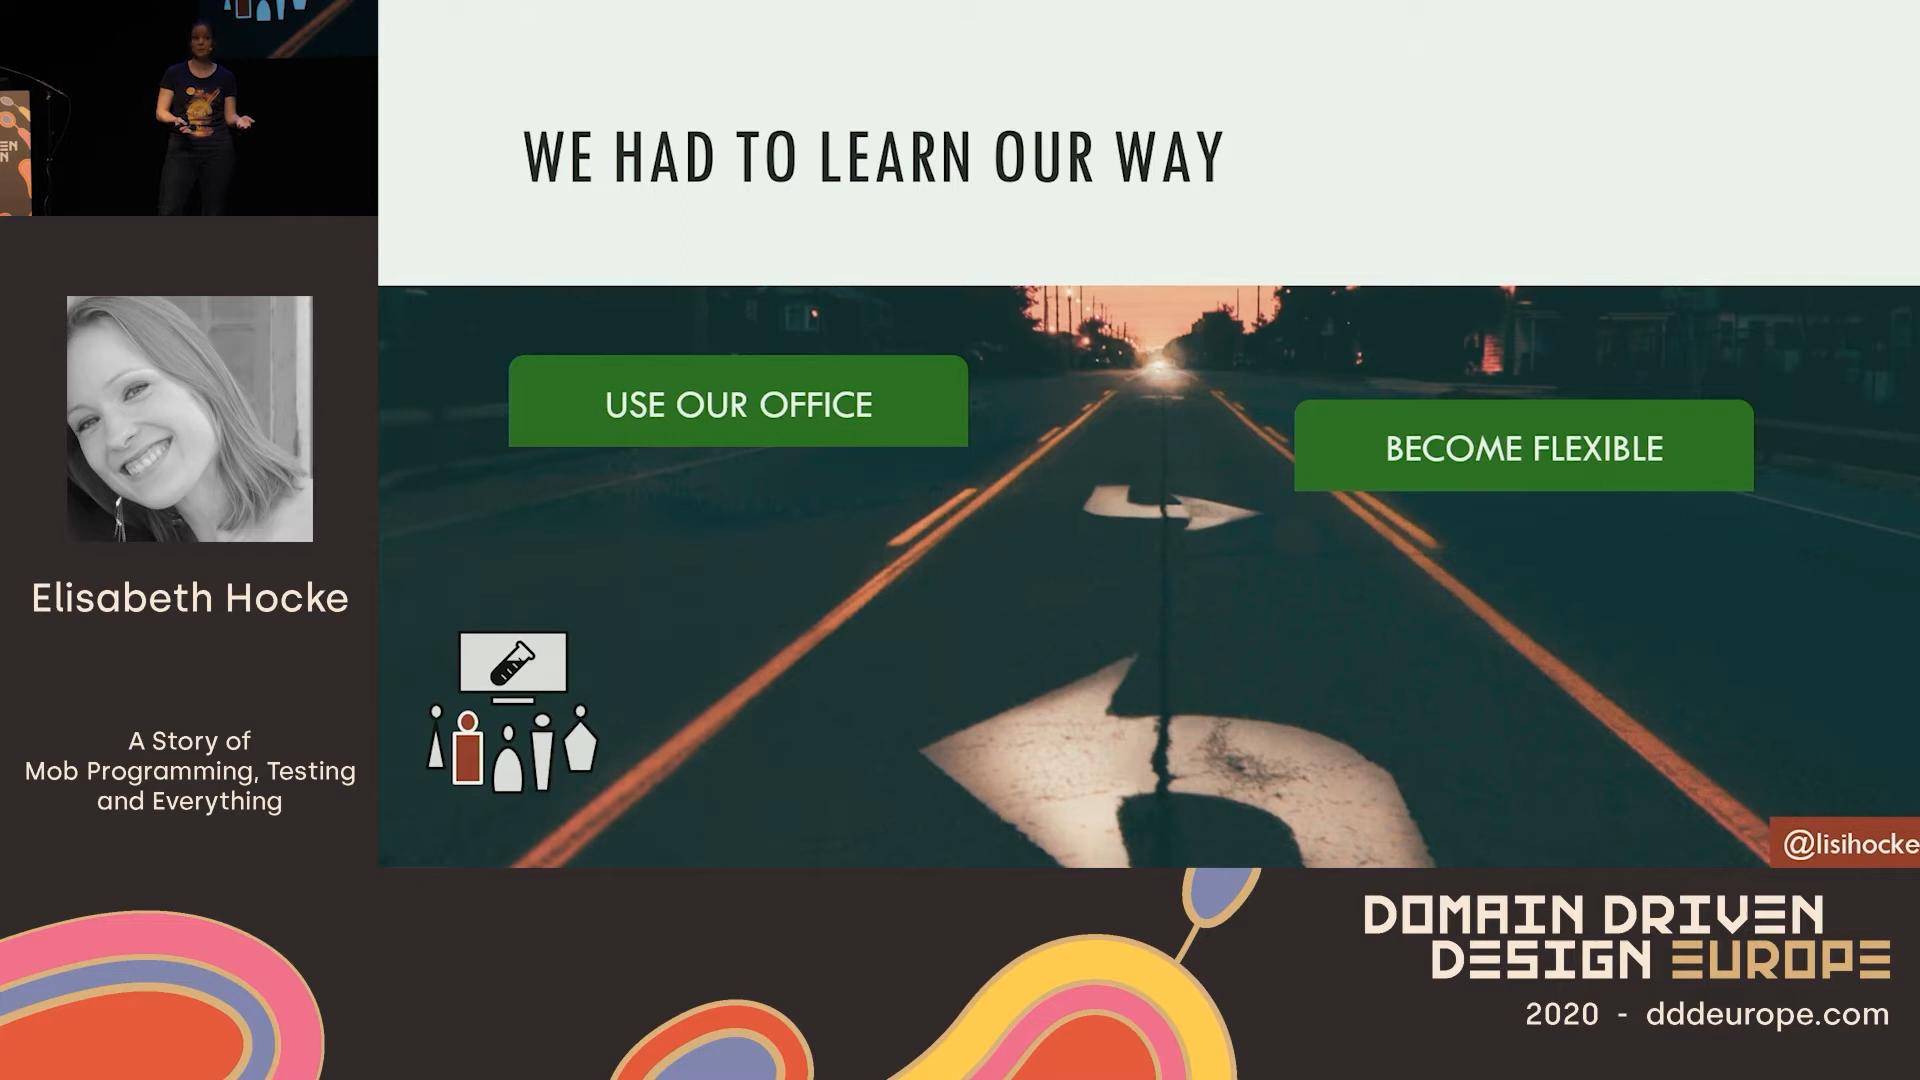 WE HAD TO LEARN OUR WAY
USE OUR OFFICE
BECOME FLEXIBLE
@lisihocke
Elisabeth Hocke
A Story of
Mob Programming, Testing
and Everything
DOMAIN DRIVEN
DESIGN EUROPE
2020 - dddeurope.com